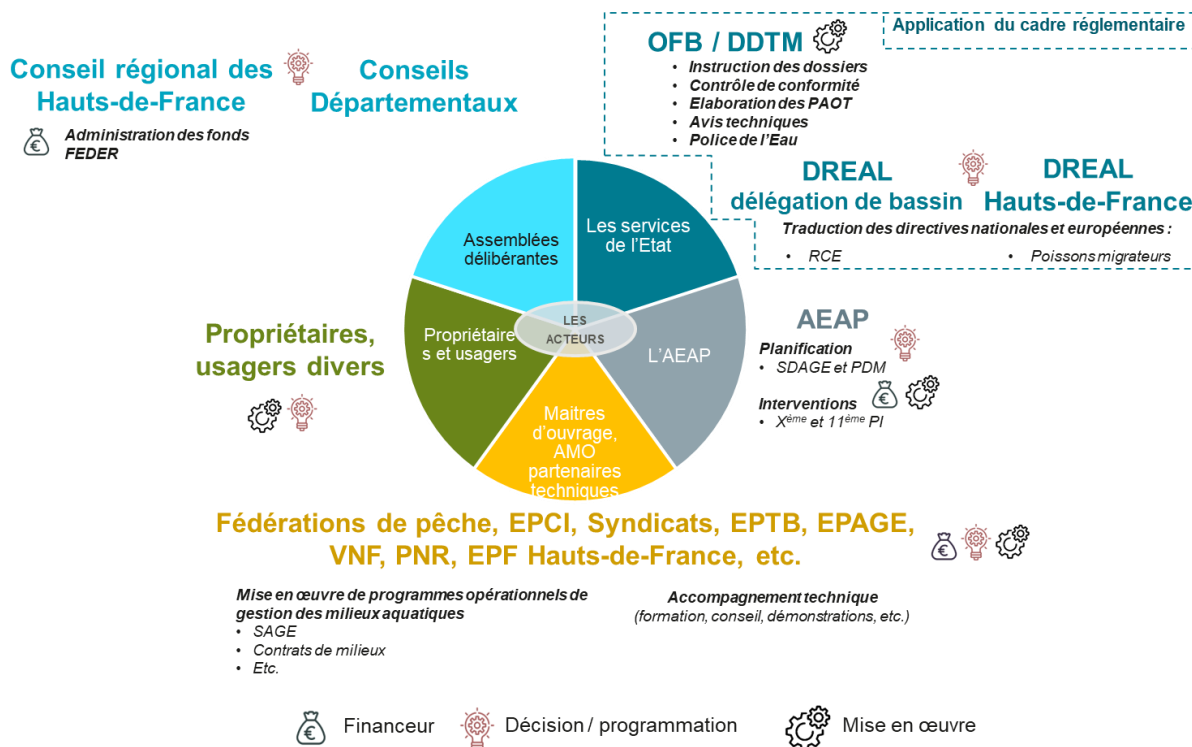 Application du cadre réglementaire
OFB / DDTM
• Instruction des dossiers
• Contrôle de conformité
• Elaboration des PAOT
• Avis techniques
• Police de l’Eau
Conseil régional des
Hauts-de-France
Administration des fonds
FEDER
Conseils
Départementaux
DREAL
délégation de bassin
DREAL
Hauts-de-France
Traduction des directives nationales et européennes :
• RCE
• Poissons migrateurs
Assemblées
délibérantes
Les services
de l’Etat
LES
ACTEURS
Propriétaire
s et usagers
L’AEAP
Maitres
d’ouvrage,
AMO
partenaires
techniques
Propriétaires,
usagers divers
AEAP
Planification
• SDAGE et PDM
Interventions
• Xème et 11ème PI
Fédérations de pêche, EPCI, Syndicats, EPTB, EPAGE,
VNF, PNR, EPF Hauts-de-France, etc.
Mise en œuvre de programmes opérationnels de
gestion des milieux aquatiques
• SAGE
• Contrats de milieux
• Etc.
Accompagnement technique
(formation, conseil, démonstrations, etc.)
€ Financeur
Décision / programmation
Mise en œuvre